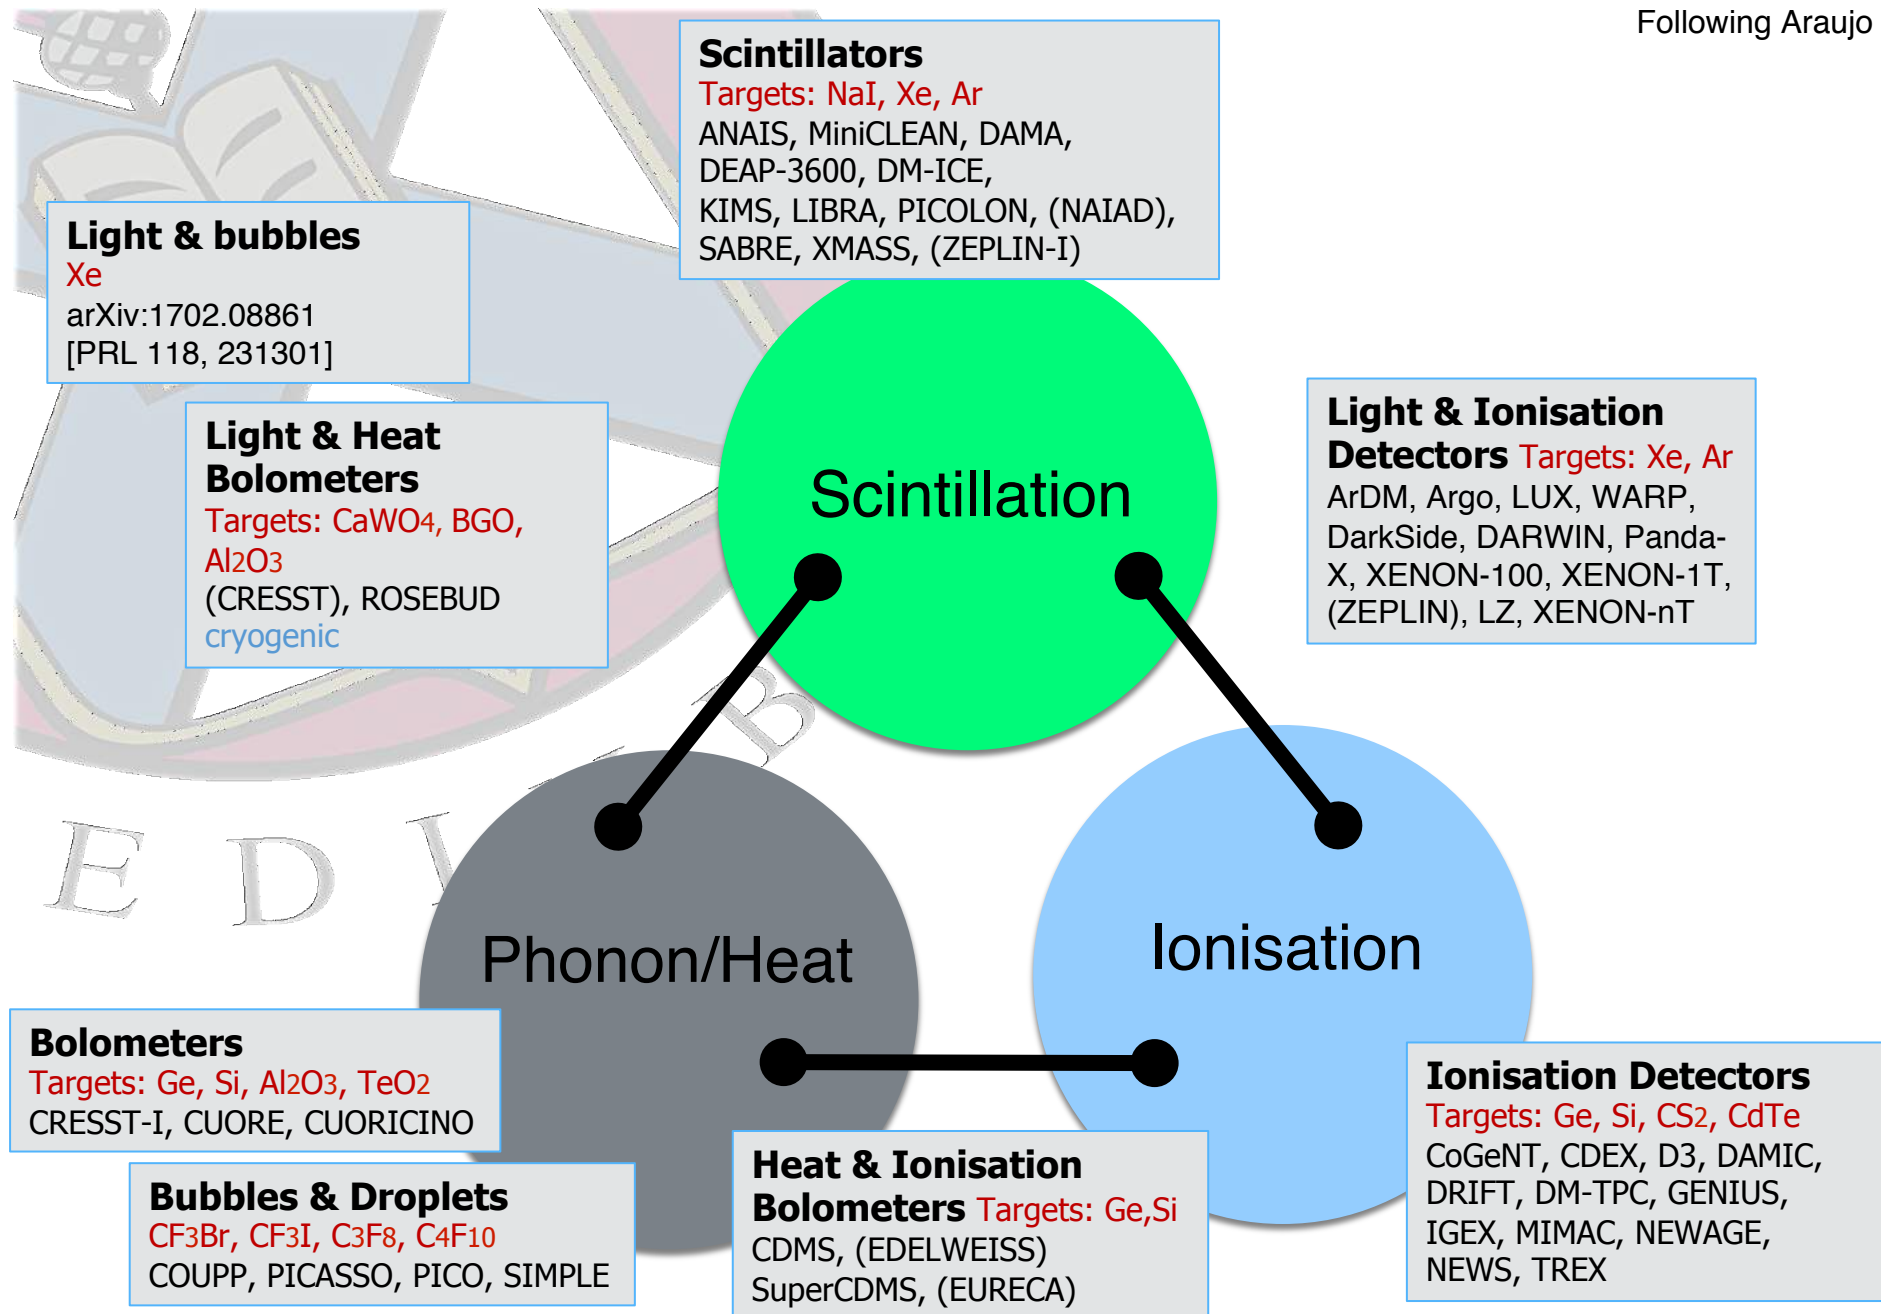 Following Araujo
Scintillators
Targets: NaI, Xe, Ar
ANAIS, MiniCLEAN, DAMA,
DEAP-3600, DM-ICE,
KIMS, LIBRA, PICOLON, (NAIAD),
SABRE, XMASS, (ZEPLIN-I)
Light & bubbles
Xe
arXiv:1702.08861
[PRL 118, 231301]
Light & Heat
Bolometers
Targets: CaWO4, BGO,
Al2O3
(CRESST), ROSEBUD
cryogenic
Light & Ionisation
Detectors Targets: Xe, Ar
ArDM, Argo, LUX, WARP,
DarkSide, DARWIN, Panda-
X, XENON-100, XENON-1T,
(ZEPLIN), LZ, XENON-nT
Scintillation
Phonon/Heat
Ionisation
Bolometers
Targets: Ge, Si, Al2O3, TeO2
CRESST-I, CUORE, CUORICINO
Bubbles & Droplets
CF3Br, CF3I, C3F8, C4F10
COUPP, PICASSO, PICO, SIMPLE
Heat & Ionisation
Bolometers Targets: Ge,Si
CDMS, (EDELWEISS)
SuperCDMS, (EURECA)
Ionisation Detectors
Targets: Ge, Si, CS2, CdTe
CoGeNT, CDEX, D3, DAMIC,
DRIFT, DM-TPC, GENIUS,
IGEX, MIMAC, NEWAGE,
NEWS, TREX